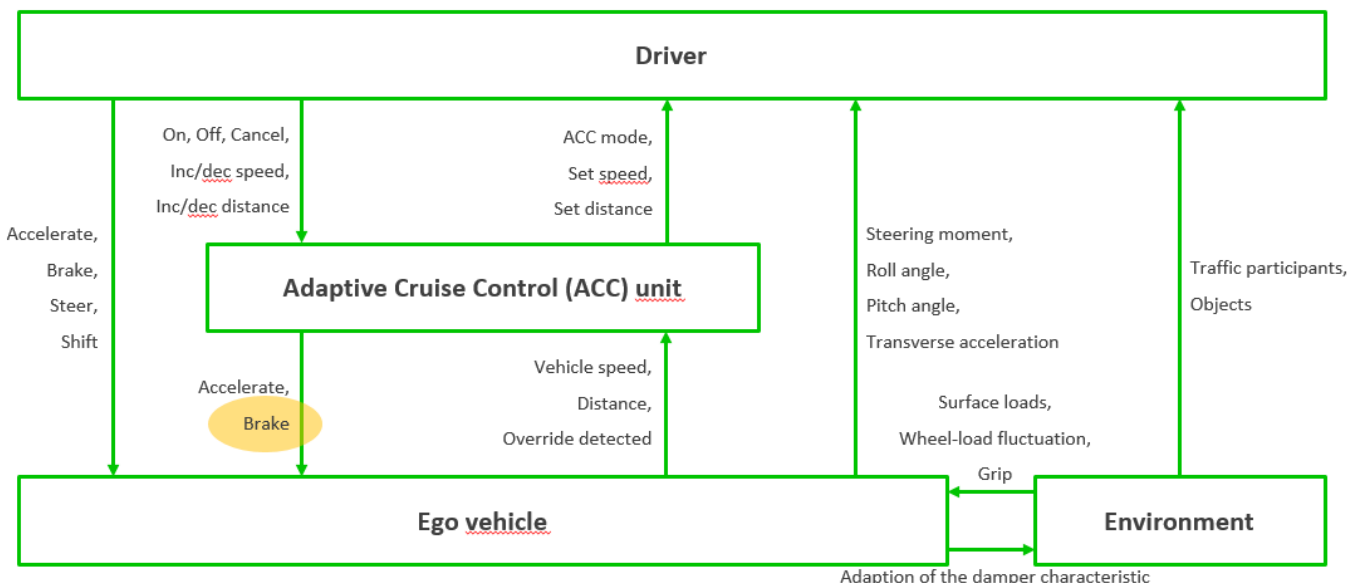 Driver
On, Off, Cancel,
Inc/dec speed,
Inc/dec distance
ACC mode,
Set speed,
Set distance
Accelerate,
Brake,
Steer,
Shift
Adaptive Cruise Control (ACC) unit
Steering moment,
Roll angle,
Pitch angle,
Transverse acceleration
Traffic participants,
Objects
Accelerate,
Brake
Vehicle speed,
Distance,
Override detected
Surface loads,
Wheel-load fluctuation,
Grip
Ego vehicle
Environment
Adaption of the damper characteristic